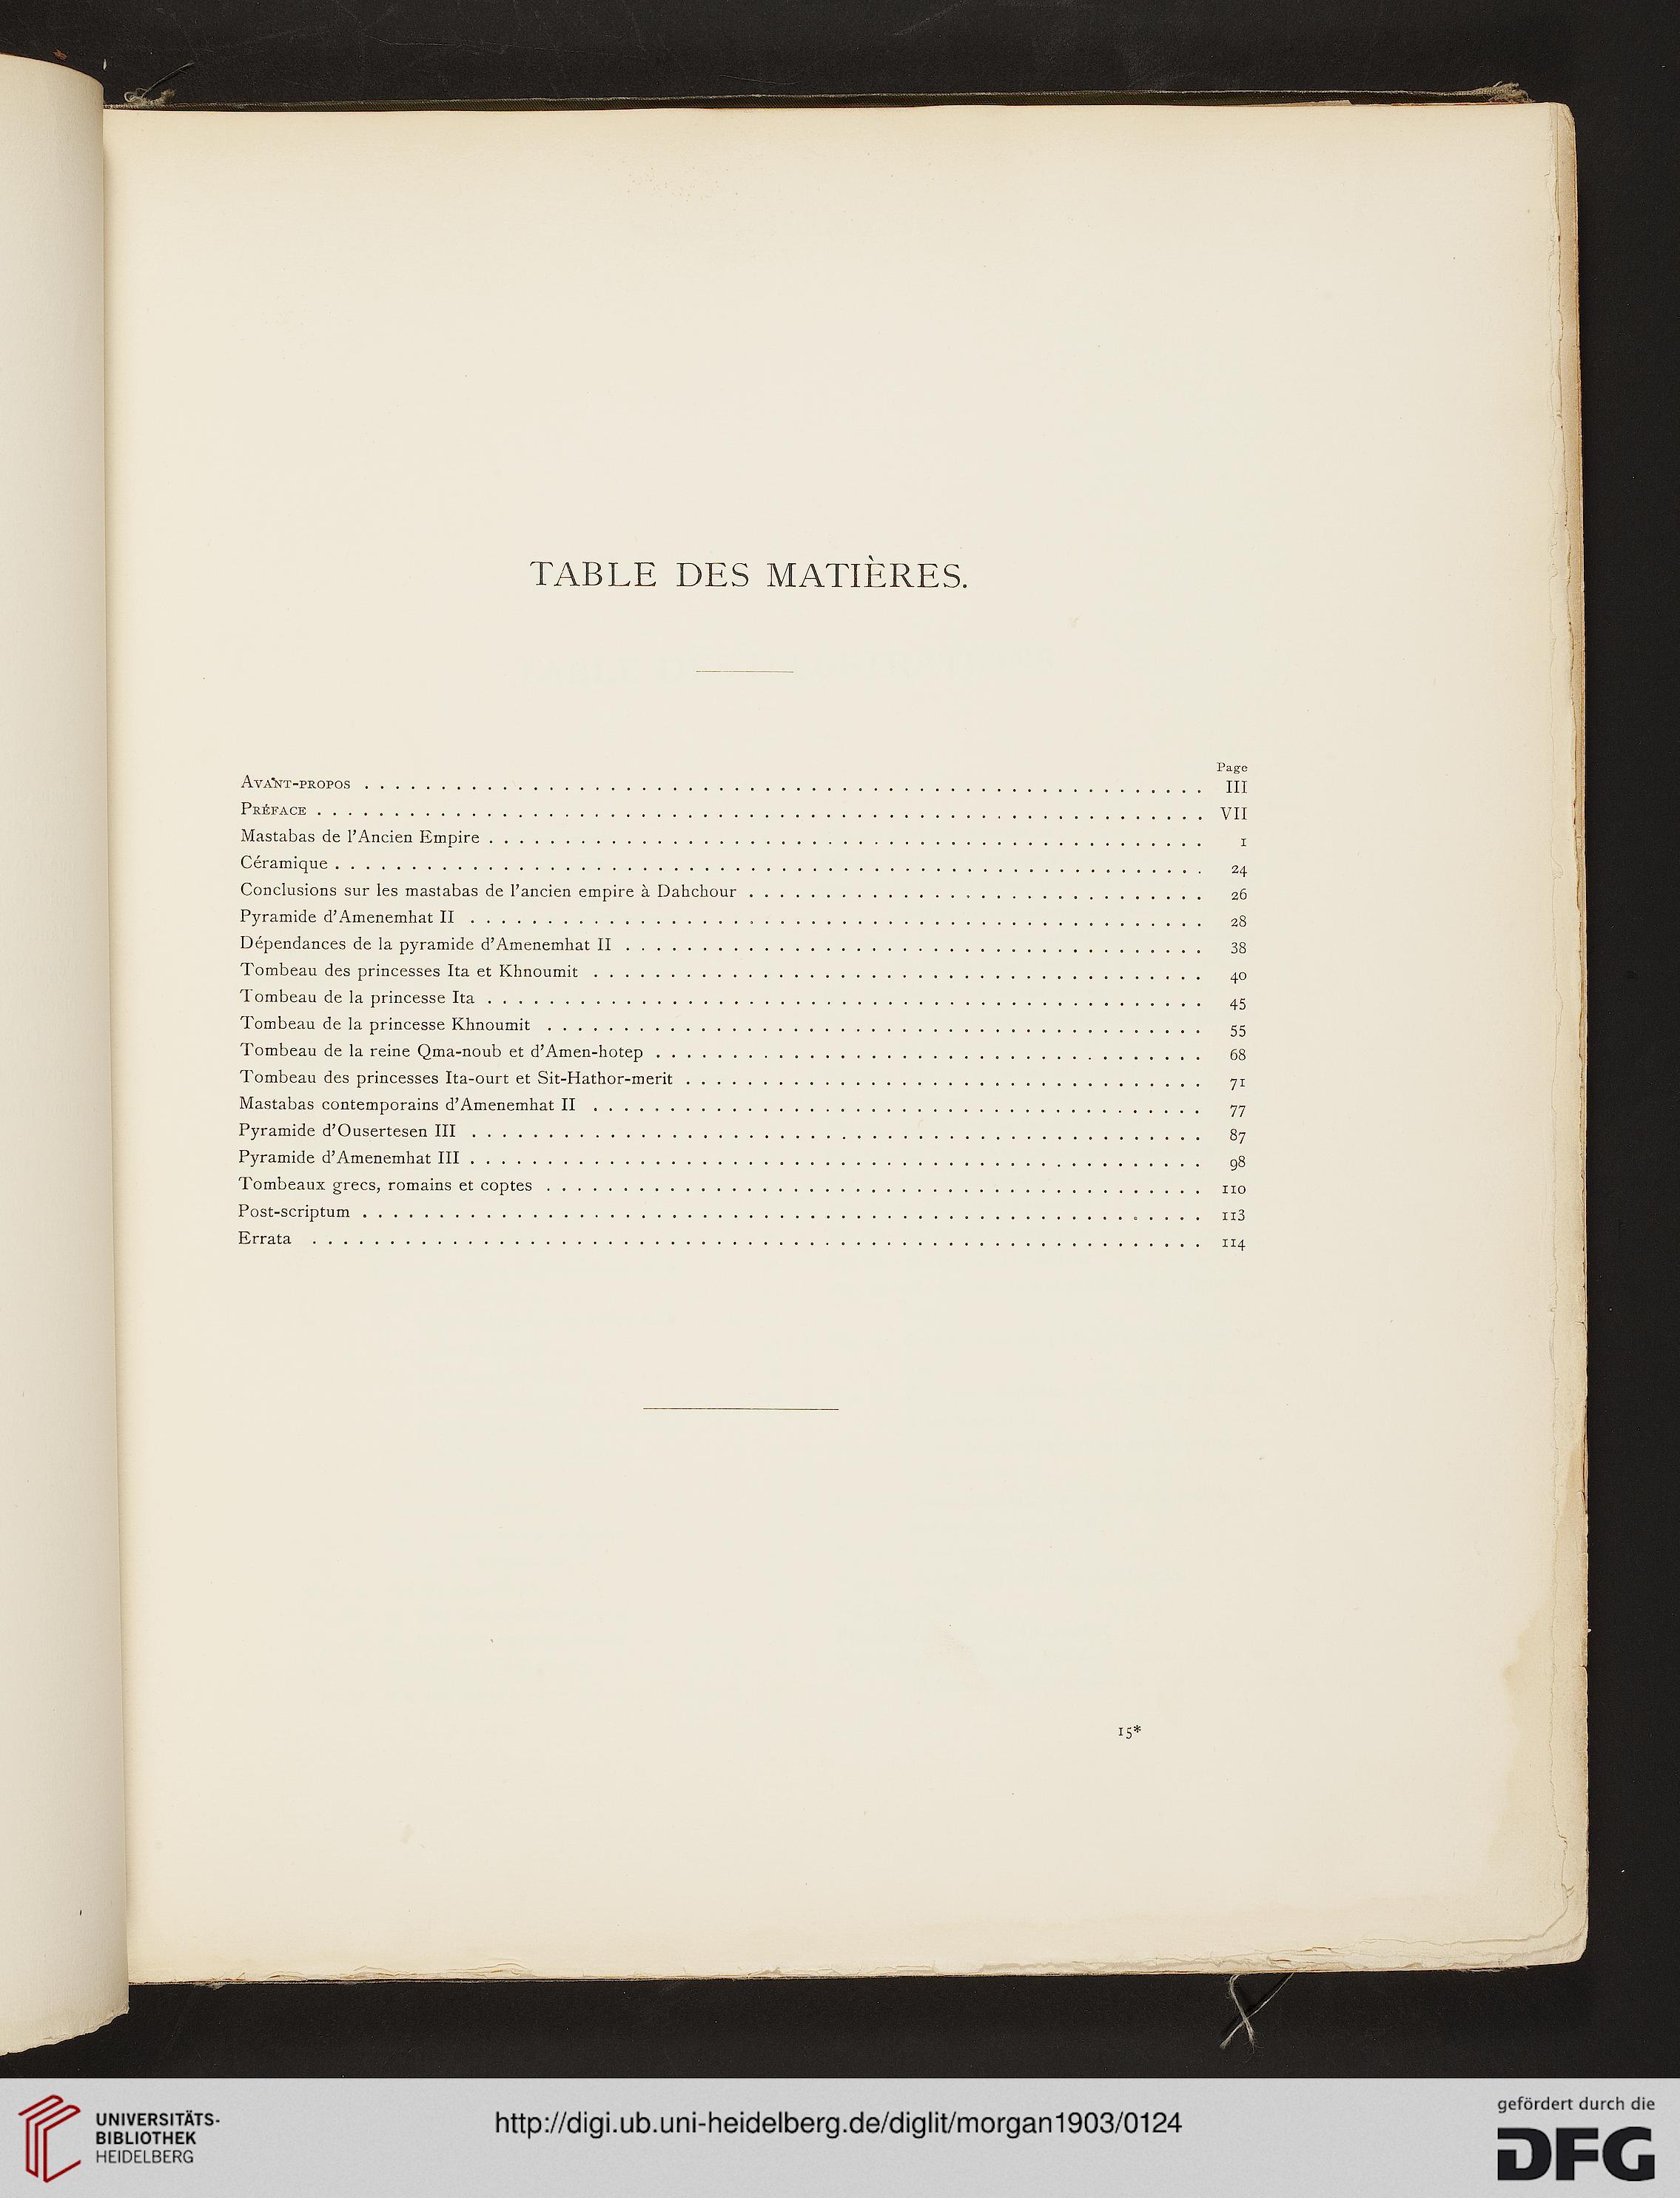 TABLE DES MATIÈRES.
Page
AVANT-PROPOS . . . . . . . . . . . . . . . . . . . . III
PRÉFACE . . . . . . . . . . . . . . . . . . . . VII
Mastabas de l'Ancien Empire . . . . . . . . . . . . . . . . . . . . 1
Céramique . . . . . . . . . . . . . . . . . . . . 24
Conclusions sur les mastabas de l'ancien empire à Dahchour . . . . . . . . . . . . . . . . . . . . 26
Pyramide d'Amenemhat II . . . . . . . . . . . . . . . . . . . . 28
Dépendances de la pyramide d'Amenemhat II . . . . . . . . . . . . . . . . . . . . 38
Tombeau des princesses Ita et Khnoumit . . . . . . . . . . . . . . . . . . . . 40
Tombeau de la princesse Ita . . . . . . . . . . . . . . . . . . . . 45
Tombeau de la princesse Khnoumit . . . . . . . . . . . . . . . . . . . . 55
Tombeau de la reine Qma-noub et d'Amen-hotep . . . . . . . . . . . . . . . . . . . . 68
Tombeau des princesses Ita-ourt et Sit-Hathor-merit . . . . . . . . . . . . . . . . . . . . 71
Mastabas contemporains d'Amenemhat II . . . . . . . . . . . . . . . . . . . . 77
Pyramide d'Ousertesen III . . . . . . . . . . . . . . . . . . . . 87
Pyramide d'Amenemhat III . . . . . . . . . . . . . . . . . . . . 98
Tombeaux grecs, romains et coptes . . . . . . . . . . . . . . . . . . . . 110
Post-scriptum . . . . . . . . . . . . . . . . . . . . 113
Errata . . . . . . . . . . . . . . . . . . . . 114
15*
UNIVERSITÄTS-
BIBLIOTHEK
HEIDELBERG
http://digi.ub.uni-heidelberg.de/diglit/morgan1903/0124
gefördert durch die
DFG